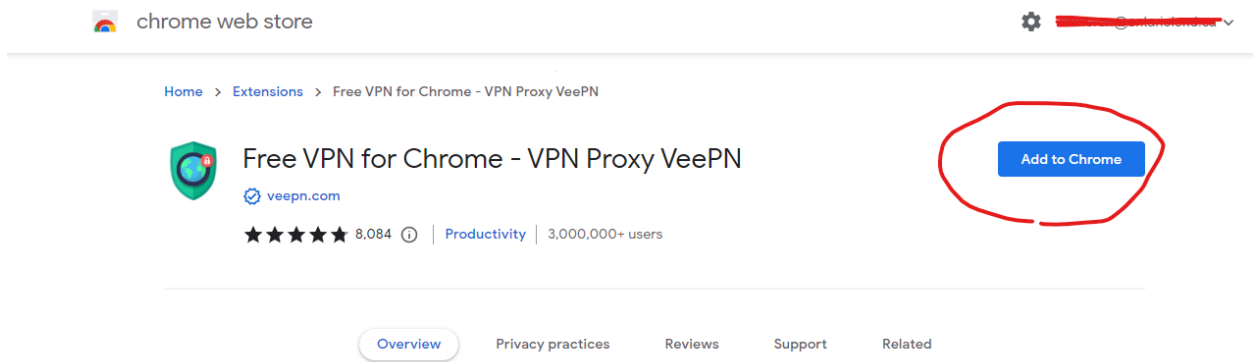 chrome web store
Home > Extensions > Free VPN for Chrome - VPN Proxy VeePN
Free VPN for Chrome - VPN Proxy VeePN
Add to Chrome
veepn.com
8,084 | Productivity | 3,000,000+ users
Overview Privacy practices Reviews Support Related